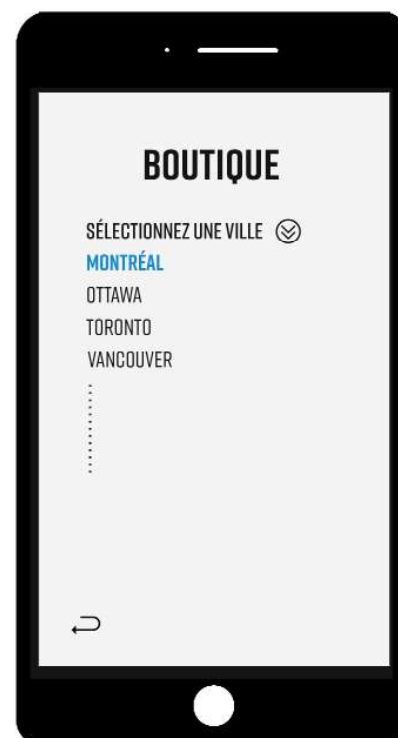 BOUTIQUE
SÉLECTIONNEZ UNE VILLE
MONTRÉAL
OTTAWA
TORONTO
VANCOUVER